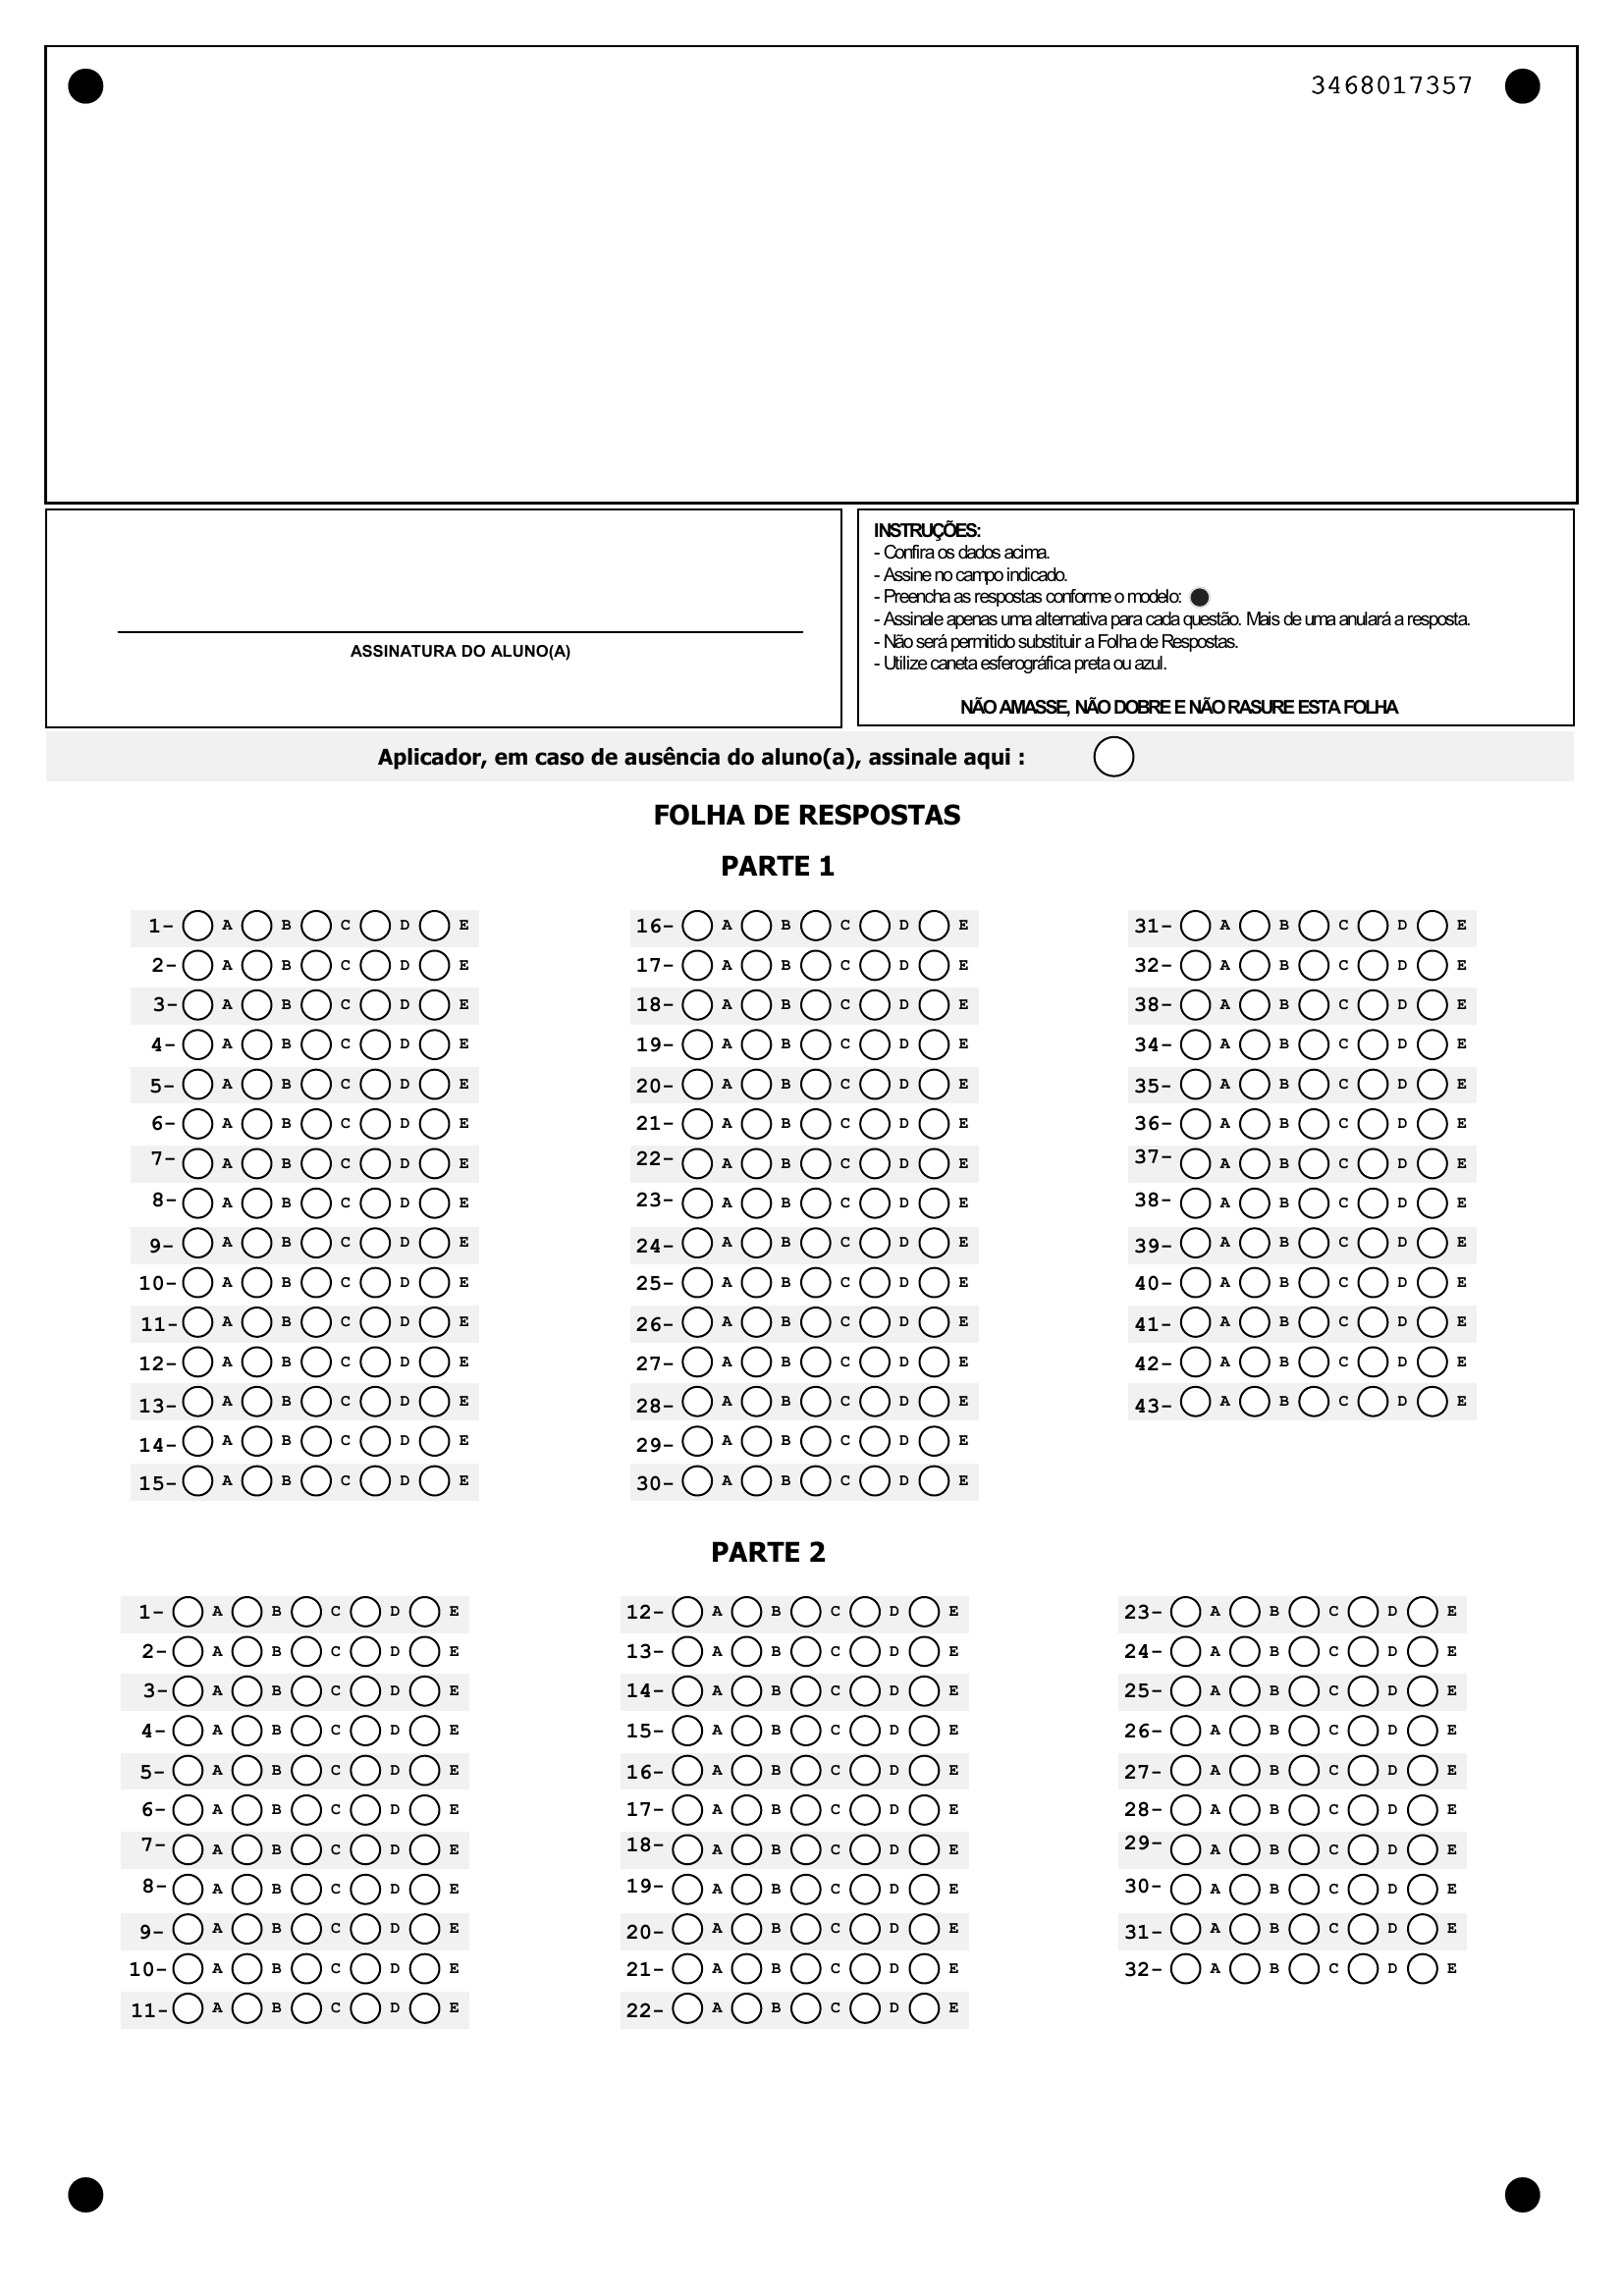 3468017357
ASSINATURA DO ALUNO(A)
INSTRUÇÕES:
- Confira os dados acima.
- Assine no campo indicado.
- Preencha as respostas conforme o modelo:
- Assinale apenas uma alternativa para cada questão. Mais de uma anulará a resposta.
- Não será permitido substituir a Folha de Respostas.
- Utilize caneta esferográfica preta ou azul.
NÃO AMASSE, NÃO DOBRE E NÃO RASURE ESTA FOLHA
Aplicador, em caso de ausência do aluno(a), assinale aqui :
FOLHA DE RESPOSTAS
PARTE 1
1- A B C D E
2- A B C D E
3- A B C D E
4- A B C D E
5- A B C D E
6- A B C D E
7- A B C D E
8- A B C D E
9- A B C D E
10- A B C D E
11- A B C D E
12- A B C D E
13- A B C D E
14- A B C D E
15- A B C D E
16- A B C D E
17- A B C D E
18- A B C D E
19- A B C D E
20- A B C D E
21- A B C D E
22- A B C D E
23- A B C D E
24- A B C D E
25- A B C D E
26- A B C D E
27- A B C D E
28- A B C D E
29- A B C D E
30- A B C D E
31- A B C D E
32- A B C D E
38- A B C D E
34- A B C D E
35- A B C D E
36- A B C D E
37- A B C D E
38- A B C D E
39- A B C D E
40- A B C D E
41- A B C D E
42- A B C D E
43- A B C D E
PARTE 2
1- A B C D E
2- A B C D E
3- A B C D E
4- A B C D E
5- A B C D E
6- A B C D E
7- A B C D E
8- A B C D E
9- A B C D E
10- A B C D E
11- A B C D E
12- A B C D E
13- A B C D E
14- A B C D E
15- A B C D E
16- A B C D E
17- A B C D E
18- A B C D E
19- A B C D E
20- A B C D E
21- A B C D E
22- A B C D E
23- A B C D E
24- A B C D E
25- A B C D E
26- A B C D E
27- A B C D E
28- A B C D E
29- A B C D E
30- A B C D E
31- A B C D E
32- A B C D E